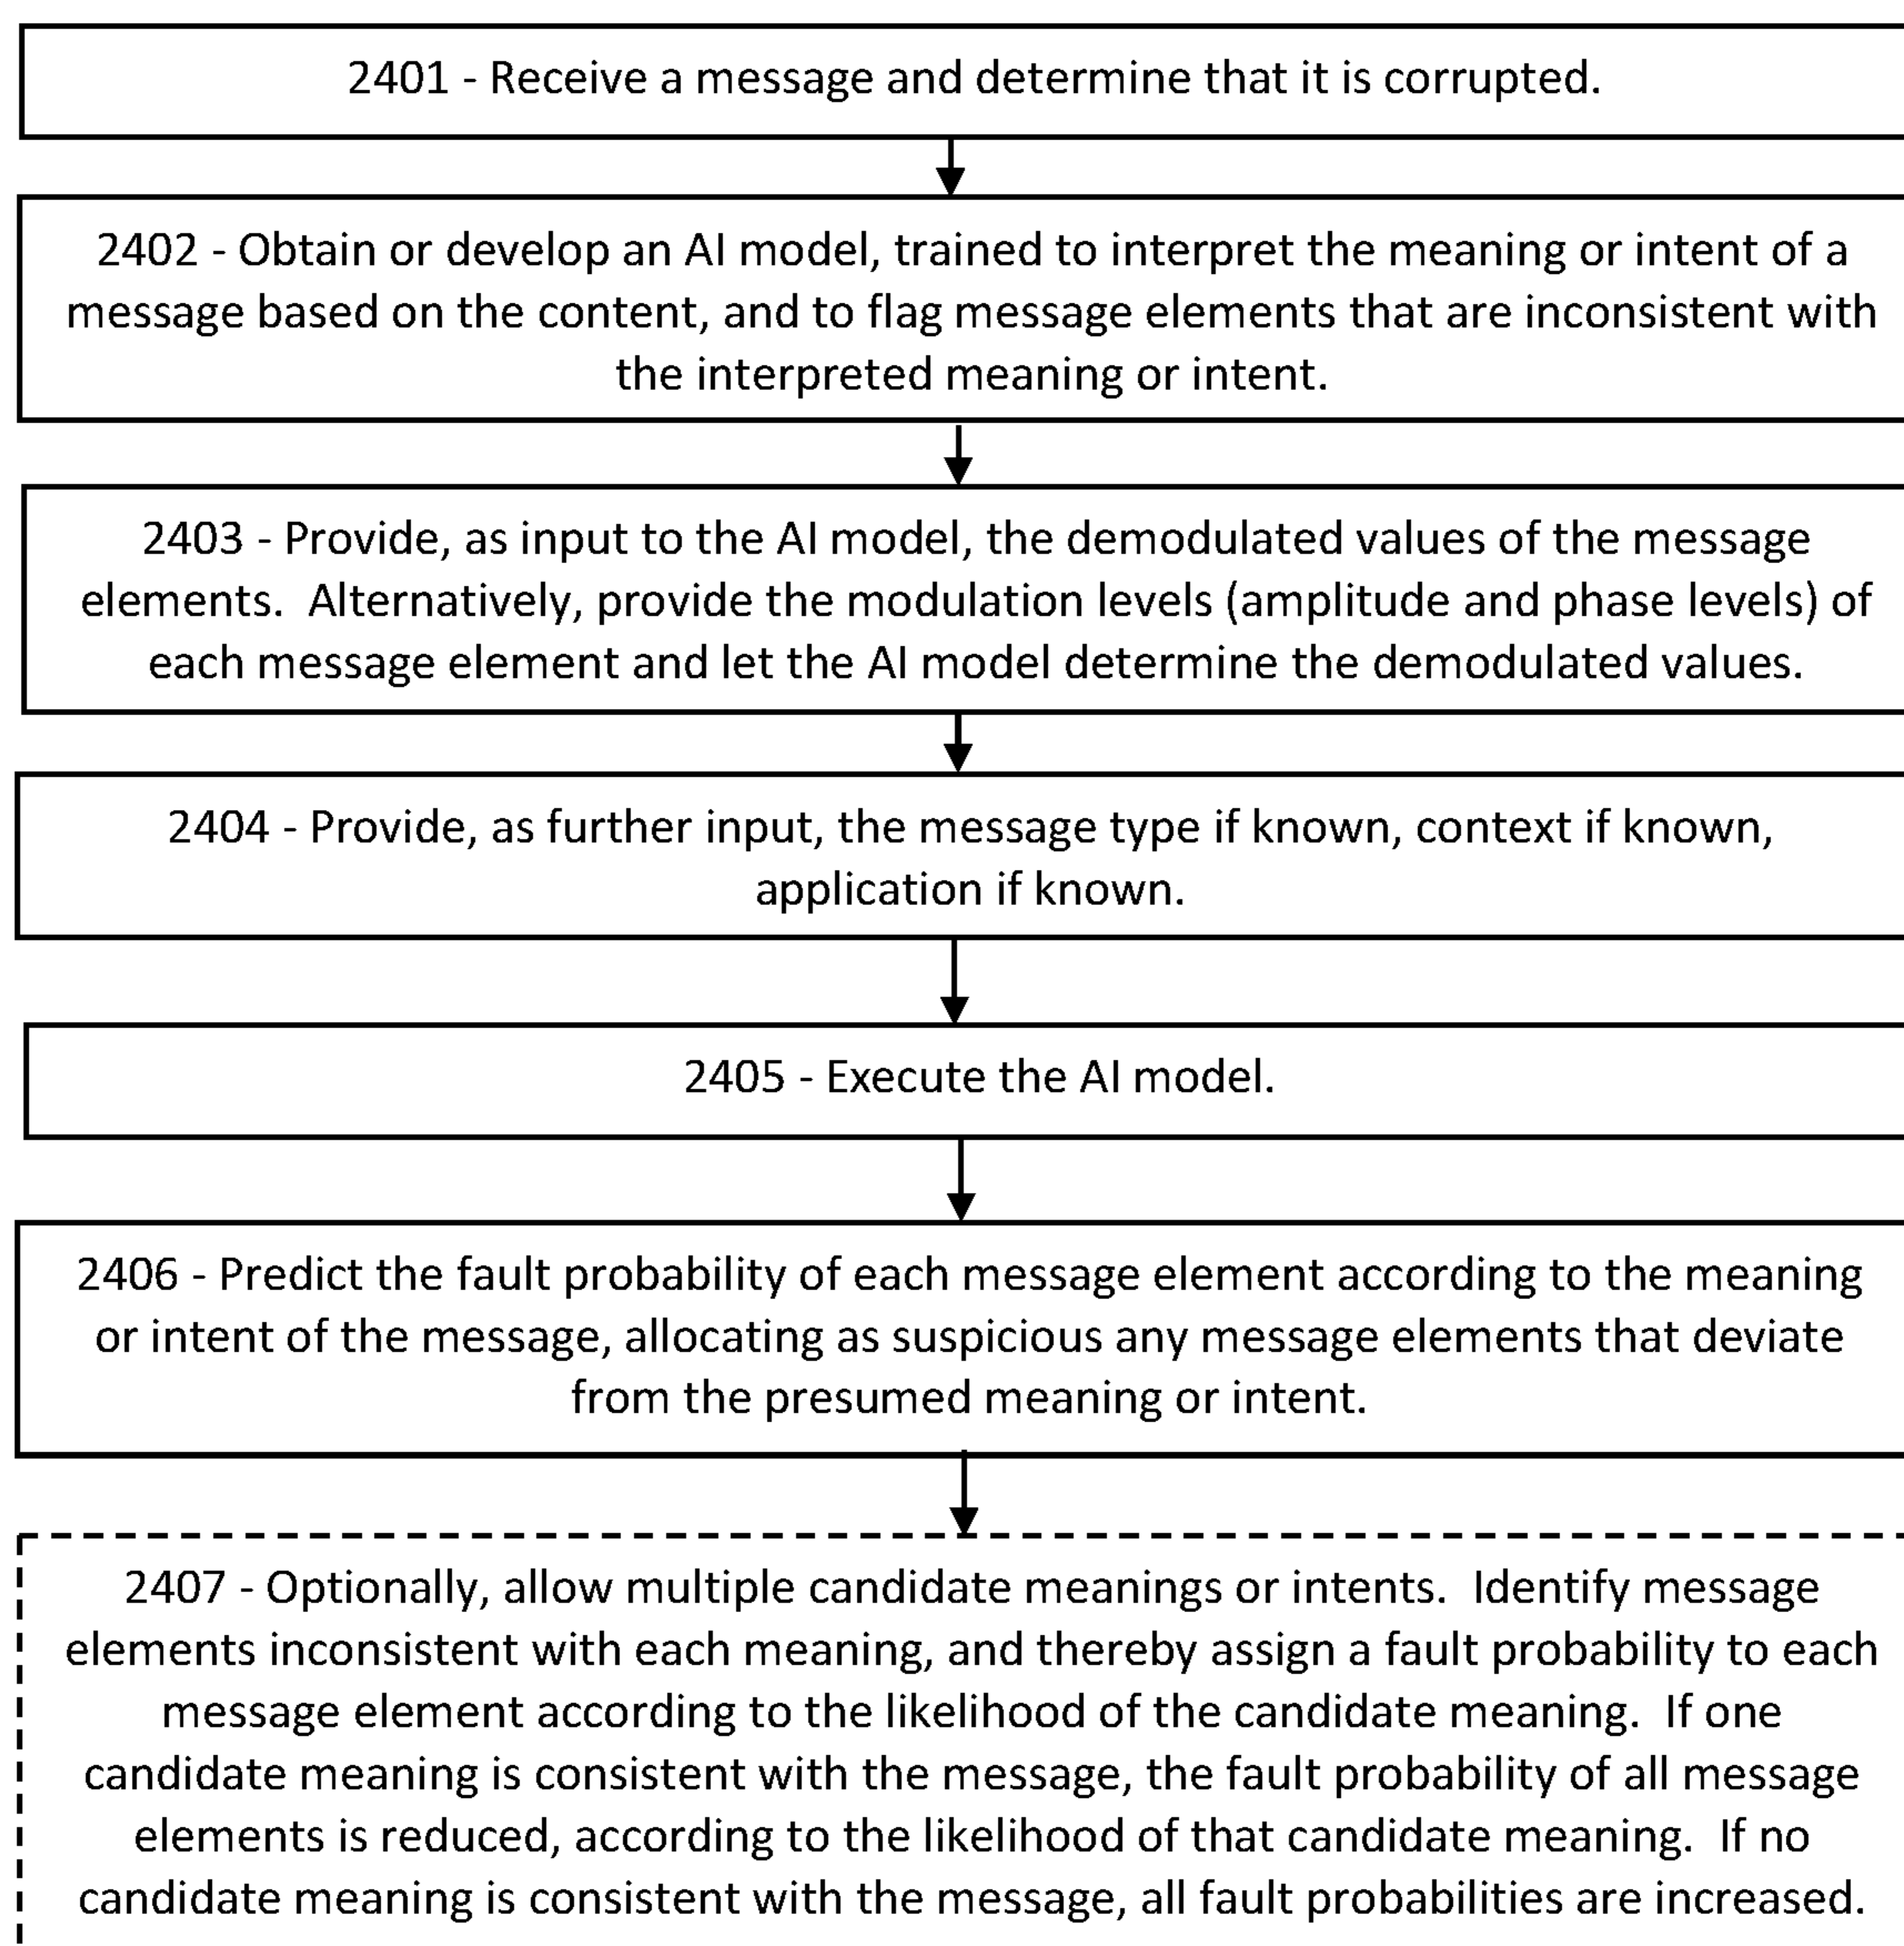 2401 - Receive a message and determine that it is corrupted.
2402 - Obtain or develop an AI model, trained to interpret the meaning or intent of a
message based on the content, and to flag message elements that are inconsistent with
the interpreted meaning or intent.
2403 - Provide, as input to the AI model, the demodulated values of the message
elements.  Alternatively, provide the modulation levels (amplitude and phase levels) of
each message element and let the AI model determine the demodulated values.
2404 - Provide, as further input, the message type if known, context if known,
application if known.
2405 - Execute the AI model.
2406 - Predict the fault probability of each message element according to the meaning
or intent of the message, allocating as suspicious any message elements that deviate
from the presumed meaning or intent.
2407 - Optionally, allow multiple candidate meanings or intents.  Identify message
elements inconsistent with each meaning, and thereby assign a fault probability to each
message element according to the likelihood of the candidate meaning.  If one
candidate meaning is consistent with the message, the fault probability of all message
elements is reduced, according to the likelihood of that candidate meaning.  If no
candidate meaning is consistent with the message, all fault probabilities are increased.